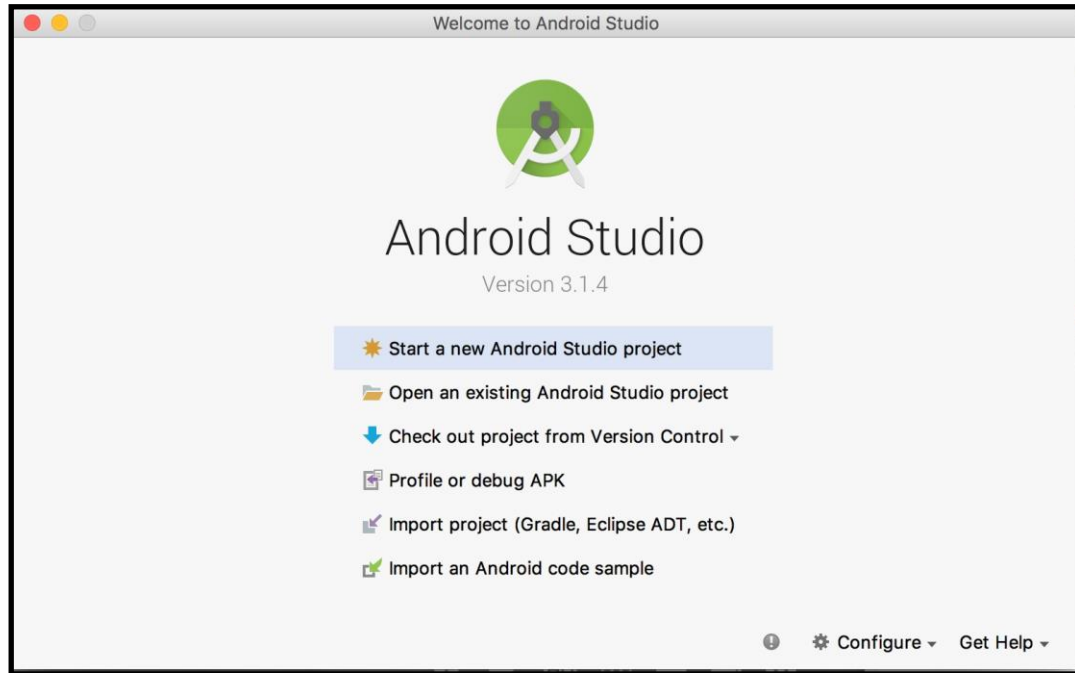 Welcome to Android Studio
Android Studio
Version 3.1.4
Start a new Android Studio project
Open an existing Android Studio project
Check out project from Version Control
Profile or debug APK
Import project (Gradle, Eclipse ADT, etc.)
Import an Android code sample
Configure Get Help